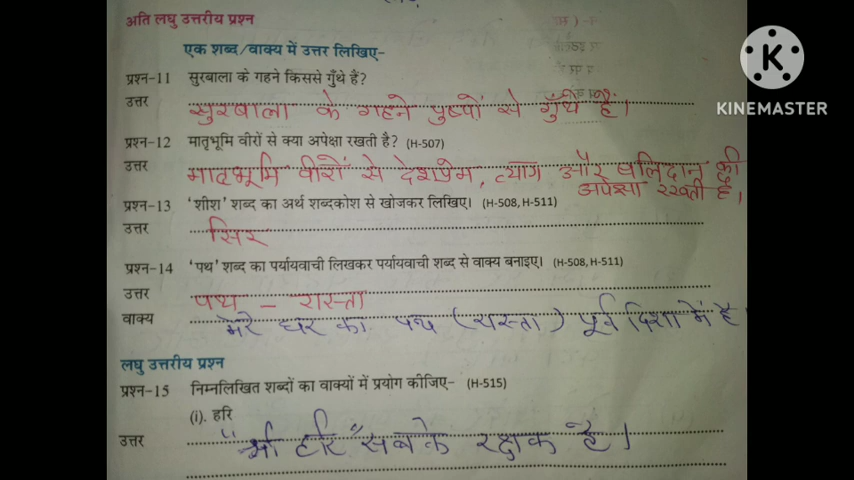 अति लघु उत्तरीय प्रश्न
एक शब्द/वाक्य में उत्तर लिखिए-
प्रश्न-11 सुरबाला के गहने किससे गुँथे हैं?
उत्तर सुरबाला के गहने पुष्पों से गुँथे हैं।
प्रश्न-12 मातृभूमि वीरों से क्या अपेक्षा रखती है? (H-507)
उत्तर मातृभूमि वीरों से देशप्रेम, त्याग और बलिदान की
अपेक्षा रखती है।
प्रश्न-13 'शीश' शब्द का अर्थ शब्दकोश से खोजकर लिखिए। (H-508, H-511)
उत्तर सिर
प्रश्न-14 'पथ' शब्द का पर्यायवाची लिखकर पर्यायवाची शब्द से वाक्य बनाइए। (H-508, H-511)
उत्तर पथ - रास्ता
वाक्य मेरे घर का पथ (रास्ता) पूर्व दिशा में है
लघु उत्तरीय प्रश्न
प्रश्न-15 निम्नलिखित शब्दों का वाक्यों में प्रयोग कीजिए- (H-515)
(i). हरि
उत्तर "श्री हरि" सबके रक्षक है।
KINEMASTER